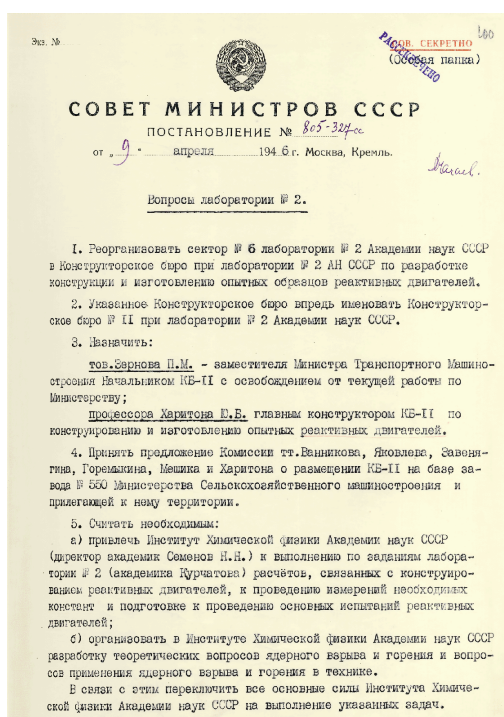 Экз. №
100
СОВ. СЕКРЕТНО
(Особая папка)
РАССЕКРЕЧЕНО
СОВЕТ МИНИСТРОВ СССР
ПОСТАНОВЛЕНИЕ № 805-327сс
от „ 9 " апреля 1946 г. Москва, Кремль.
Вопросы лаборатории № 2.
I. Реорганизовать сектор № 6 лаборатории № 2 Академии наук СССР
в Конструкторское бюро при лаборатории № 2 АН СССР по разработке
конструкции и изготовлению опытных образцов реактивных двигателей.
2. Указанное Конструкторское бюро впредь именовать Конструктор-
ское бюро № II при лаборатории № 2 Академии наук СССР.
3. Назначить:
тов.Зернова П.М. - заместителя Министра Транспортного Машино-
строения Начальником КБ-II с освобождением от текущей работы по
Министерству;
профессора Харитона Ю.Б. главным конструктором КБ-II по
конструированию и изготовлению опытных реактивных двигателей.
4. Принять предложение Комиссии тт.Ванникова, Яковлева, Завеня-
гина, Горемыкина, Мешика и Харитона о размещении КБ-II на базе за-
вода № 550 Министерства Сельскохозяйственного машиностроения и
прилегающей к нему территории.
5. Считать необходимым:
а) привлечь Институт Химической физики Академии наук СССР
(директор академик Семенов Н.Н.) к выполнению по заданиям лабора-
тории № 2 (академика Курчатова) расчётов, связанных с конструиро-
ванием реактивных двигателей, к проведению измерений необходимых
констант и подготовке к проведению основных испытаний реактивных
двигателей;
б) организовать в Институте Химической физики Академии наук СССР
разработку теоретических вопросов ядерного взрыва и горения и вопро-
сов применения ядерного взрыва и горения в технике.
В связи с этим переключить все основные силы Института Химиче-
ской физики Академии наук СССР на выполнение указанных задач.